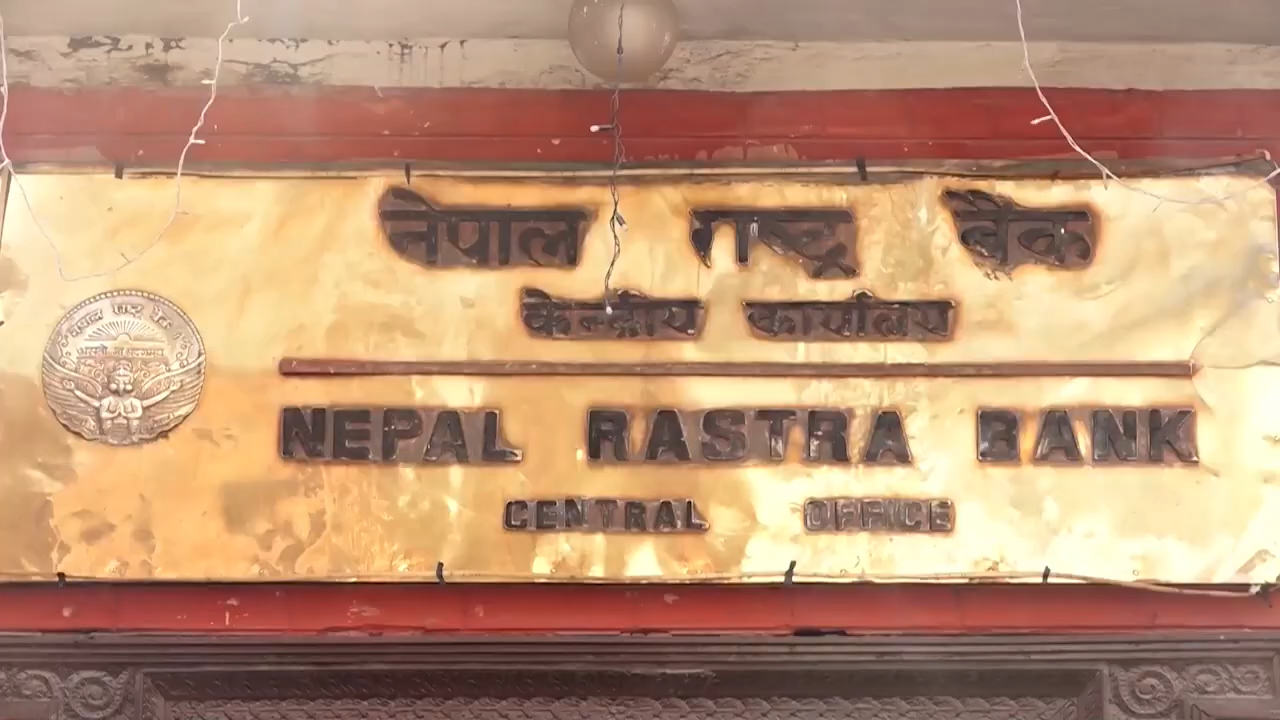 नेपाल राष्ट्र बैंक
केन्द्रीय कार्यालय
NEPAL RASTRA BANK
CENTRAL OFFICE
नेपाल राष्ट्र बैंक